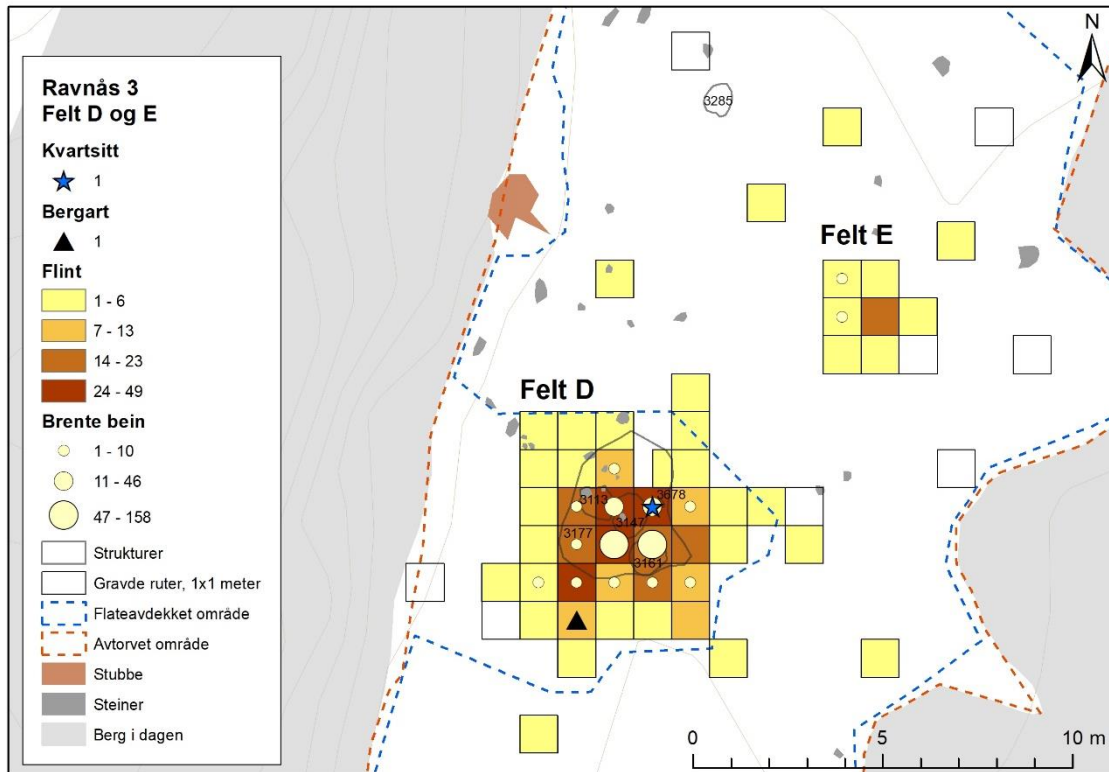 Ravnås 3
Felt D og E
Kvartsitt
1
Bergart
1
Flint
1 - 6
7 - 13
14 - 23
24 - 49
Brente bein
1 - 10
11 - 46
47 - 158
Strukturer
Gravde ruter, 1x1 meter
Flateavdekket område
Avtorvet område
Stubbe
Steiner
Berg i dagen
N
3285
Felt E
Felt D
3678
3113
3147
3177
3161
0 5 10 m